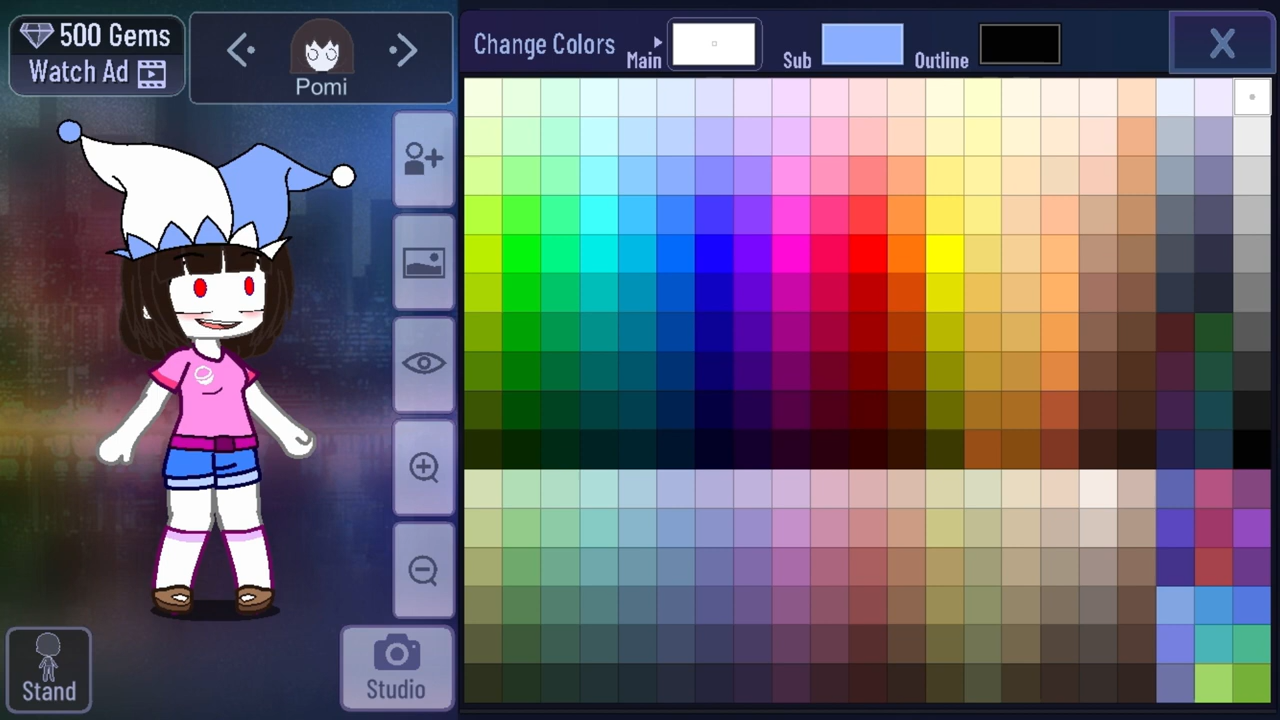 500 Gems
Watch Ad
Pomi
Change Colors
Main
Sub
Outline
X
Stand
Studio